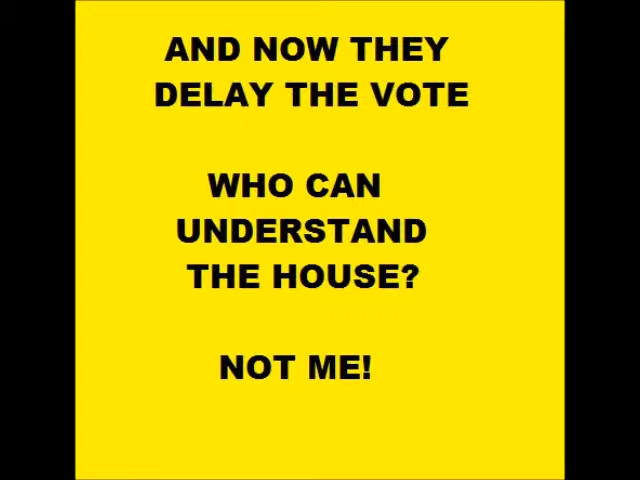 AND NOW THEY
DELAY THE VOTE
WHO CAN
UNDERSTAND
THE HOUSE?
NOT ME!